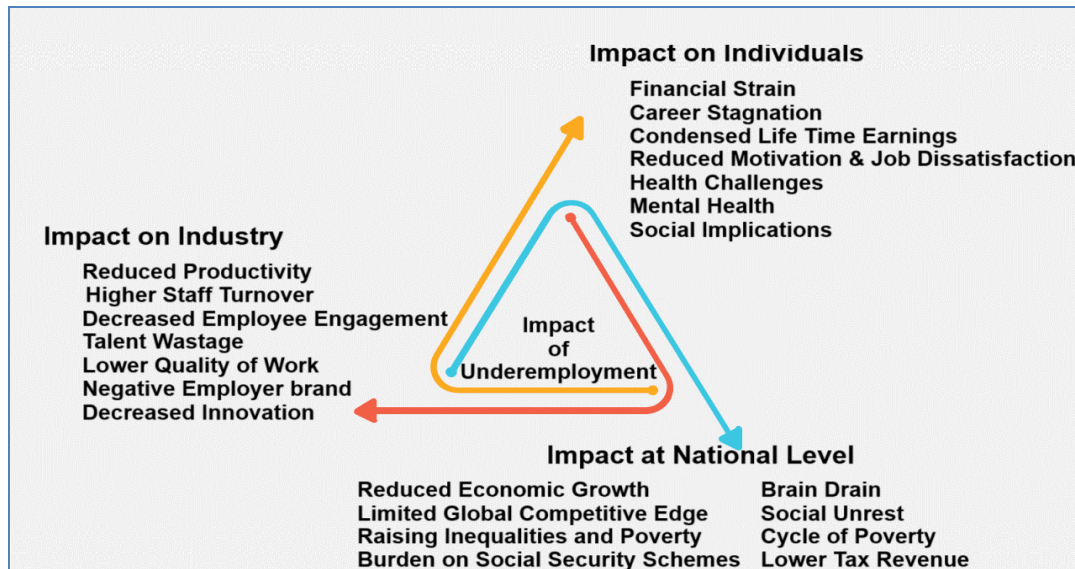 Impact on Individuals
Financial Strain
Career Stagnation
Condensed Life Time Earnings
Reduced Motivation & Job Dissatisfaction
Health Challenges
Mental Health
Social Implications
Impact on Industry
Reduced Productivity
Higher Staff Turnover
Decreased Employee Engagement
Talent Wastage
Lower Quality of Work
Negative Employer brand
Decreased Innovation
Impact
of
Underemployment
Impact at National Level
Reduced Economic Growth
Limited Global Competitive Edge
Raising Inequalities and Poverty
Burden on Social Security Schemes
Brain Drain
Social Unrest
Cycle of Poverty
Lower Tax Revenue